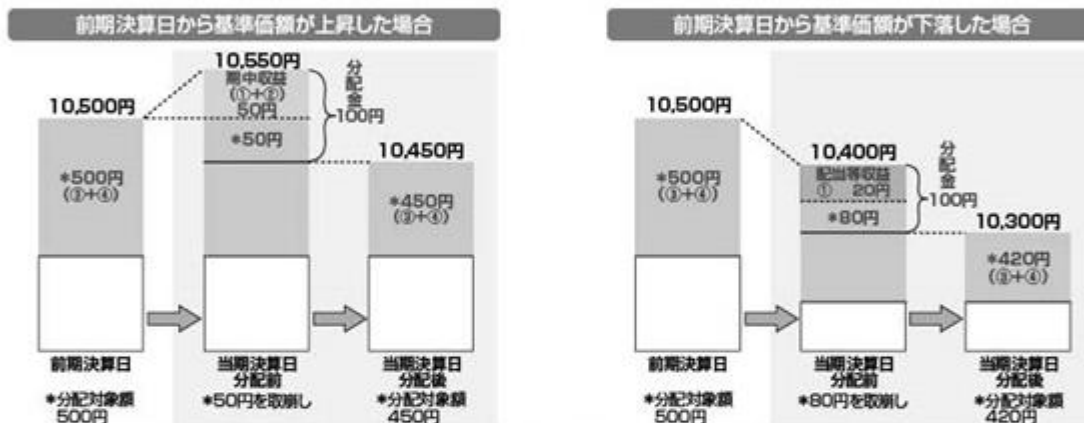 前期決算日から基準価額が上昇した場合
10,500円
*500円
(③+④)
前期決算日
*分配対象額
500円
10,550円
期中収益
(①+②)
50円
*50円
分配金
100円
当期決算日
分配前
*50円を取崩し
10,450円
*450円
(③+④)
当期決算日
分配後
*分配対象額
450円
前期決算日から基準価額が下落した場合
10,500円
*500円
(③+④)
前期決算日
*分配対象額
500円
10,400円
配当等収益
① 20円
*80円
分配金
100円
当期決算日
分配前
*80円を取崩し
10,300円
*420円
(③+④)
当期決算日
分配後
*分配対象額
420円